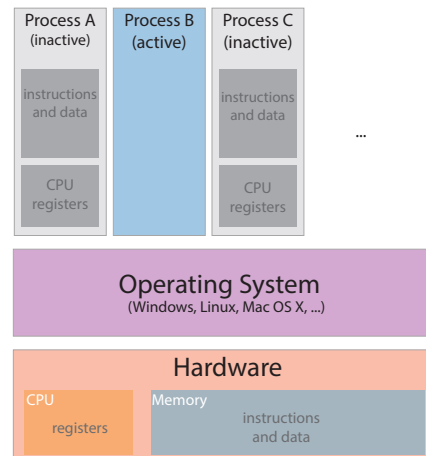 Process A
(inactive)
Process B
(active)
Process C
(inactive)
instructions
and data
instructions
and data
...
CPU
registers
CPU
registers
Operating System
(Windows, Linux, Mac OS X, ...)
Hardware
CPU
registers
Memory
instructions
and data